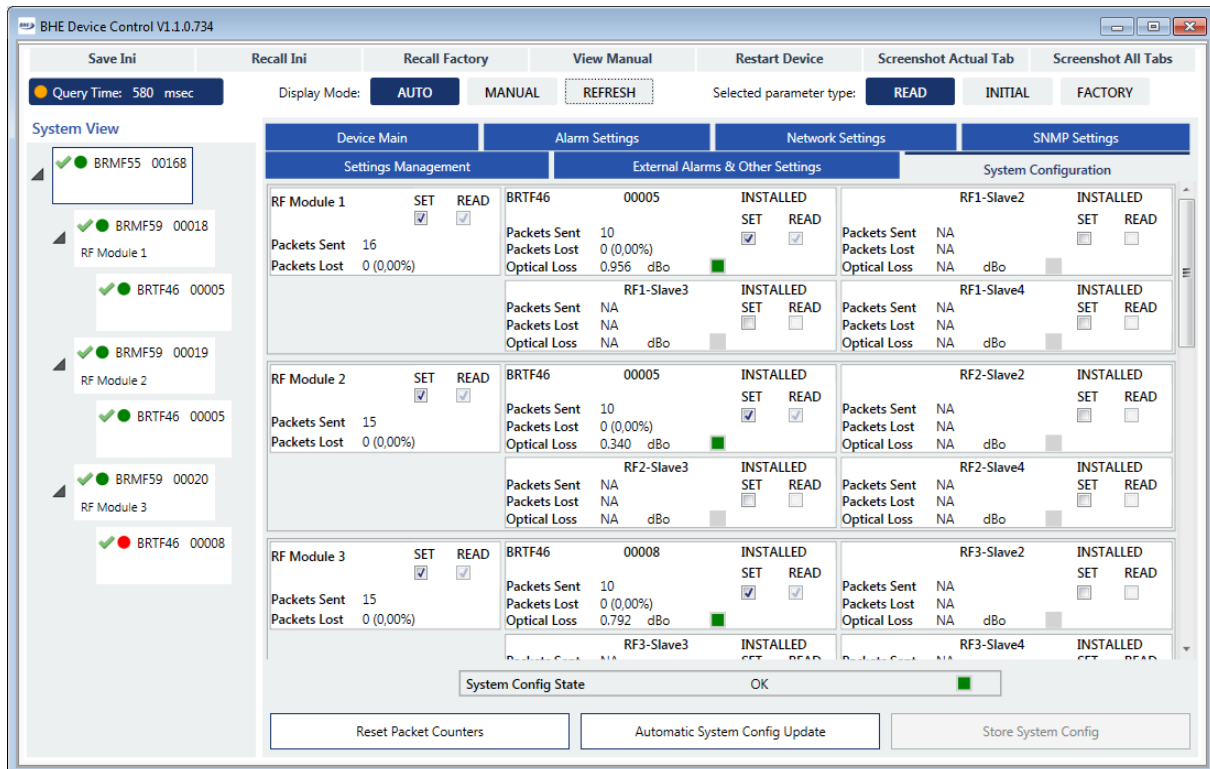 BHE BHE Device Control V1.1.0.734
Save Ini Recall Ini Recall Factory View Manual Restart Device Screenshot Actual Tab Screenshot All Tabs
Query Time: 580 msec Display Mode: AUTO MANUAL REFRESH Selected parameter type: READ INITIAL FACTORY
System View
BRMF55 00168
BRMF59 00018
RF Module 1
BRTF46 00005
BRMF59 00019
RF Module 2
BRTF46 00005
BRMF59 00020
RF Module 3
BRTF46 00008
Device Main Alarm Settings Network Settings SNMP Settings
Settings Management External Alarms & Other Settings System Configuration
RF Module 1 SET READ
Packets Sent 16
Packets Lost 0 (0,00%)
BRTF46 00005 INSTALLED
SET READ
Packets Sent 10
Packets Lost 0 (0,00%)
Optical Loss 0.956 dBo
RF1-Slave2 INSTALLED
SET READ
Packets Sent NA
Packets Lost NA
Optical Loss NA dBo
RF1-Slave3 INSTALLED
Packets Sent NA SET READ
Packets Lost NA
Optical Loss NA dBo
RF1-Slave4 INSTALLED
Packets Sent NA SET READ
Packets Lost NA
Optical Loss NA dBo
RF Module 2 SET READ
Packets Sent 15
Packets Lost 0 (0,00%)
BRTF46 00005 INSTALLED
SET READ
Packets Sent 10
Packets Lost 0 (0,00%)
Optical Loss 0.340 dBo
RF2-Slave2 INSTALLED
SET READ
Packets Sent NA
Packets Lost NA
Optical Loss NA dBo
RF2-Slave3 INSTALLED
Packets Sent NA SET READ
Packets Lost NA
Optical Loss NA dBo
RF2-Slave4 INSTALLED
Packets Sent NA SET READ
Packets Lost NA
Optical Loss NA dBo
RF Module 3 SET READ
Packets Sent 15
Packets Lost 0 (0,00%)
BRTF46 00008 INSTALLED
SET READ
Packets Sent 10
Packets Lost 0 (0,00%)
Optical Loss 0.792 dBo
RF3-Slave2 INSTALLED
SET READ
Packets Sent NA
Packets Lost NA
Optical Loss NA dBo
RF3-Slave3 INSTALLED
Packets Sent NA SET READ
RF3-Slave4 INSTALLED
Packets Sent NA SET READ
System Config State OK
Reset Packet Counters Automatic System Config Update Store System Config